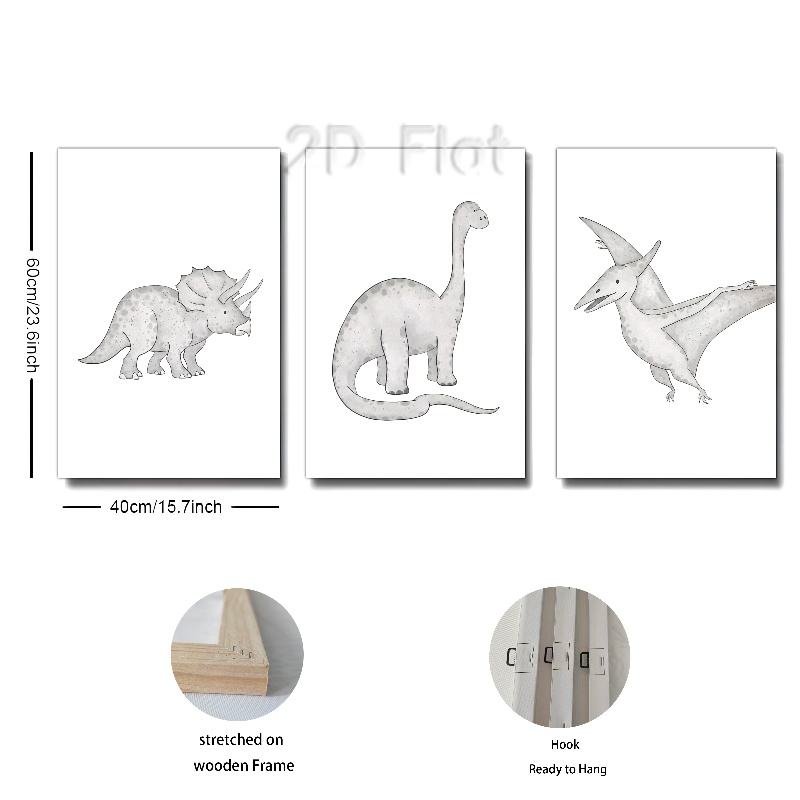 2D Flat
60cm/23.6inch
40cm/15.7inch
stretched on
wooden Frame
Hook
Ready to Hang